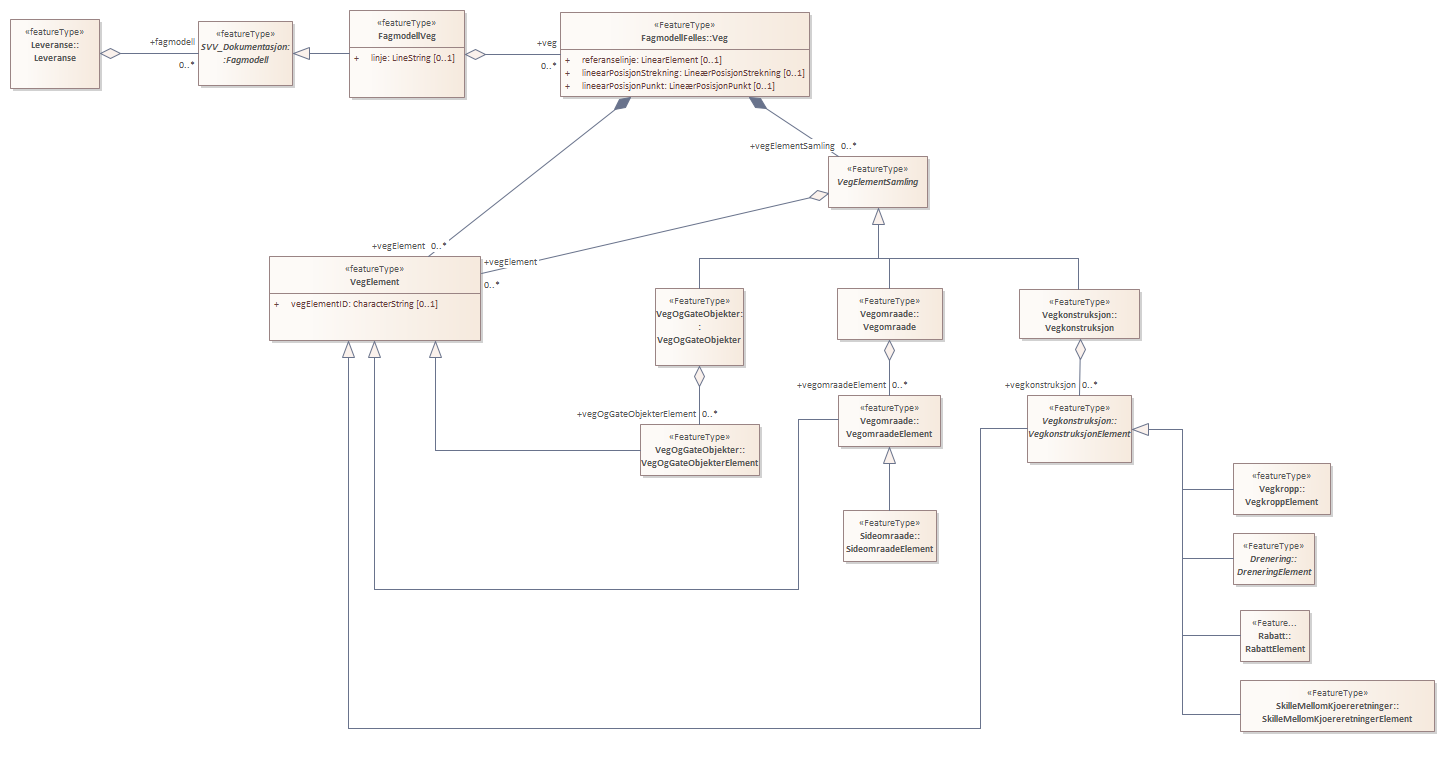 «featureType»
Leveranse::
Leveranse
+fagmodell
0..*
«featureType»
SVV_Dokumentasjon:
:Fagmodell
«featureType»
FagmodellVeg
+ linje: LineString [0..1]
+veg
0..*
«FeatureType»
FagmodellFelles::Veg
+ referanselinje: LinearElement [0..1]
+ lineearPosisjonStrekning: LineærPosisjonStrekning [0..1]
+ lineearPosisjonPunkt: LineærPosisjonPunkt [0..1]
+vegElementSamling 0..*
«FeatureType»
VegElementSamling
+vegElement 0..*
+vegElement
0..*
«featureType»
VegElement
+ vegElementID: CharacterString [0..1]
«FeatureType»
VegOgGateObjekter:
:
VegOgGateObjekter
«FeatureType»
Vegomraade::
Vegomraade
«FeatureType»
Vegkonstruksjon::
Vegkonstruksjon
+vegOgGateObjekterElement 0..*
+vegomraadeElement 0..*
+vegkonstruksjon 0..*
«FeatureType»
VegOgGateObjekter::
VegOgGateObjekterElement
«featureType»
Vegomraade::
VegomraadeElement
«FeatureType»
Vegkonstruksjon::
VegkonstruksjonElement
«FeatureType»
Sideomraade::
SideomraadeElement
«featureType»
Vegkropp::
VegkroppElement
«FeatureType»
Drenering::
DreneringElement
«Feature...
Rabatt::
RabattElement
«FeatureType»
SkilleMellomKjoereretninger::
SkilleMellomKjoereretningerElement